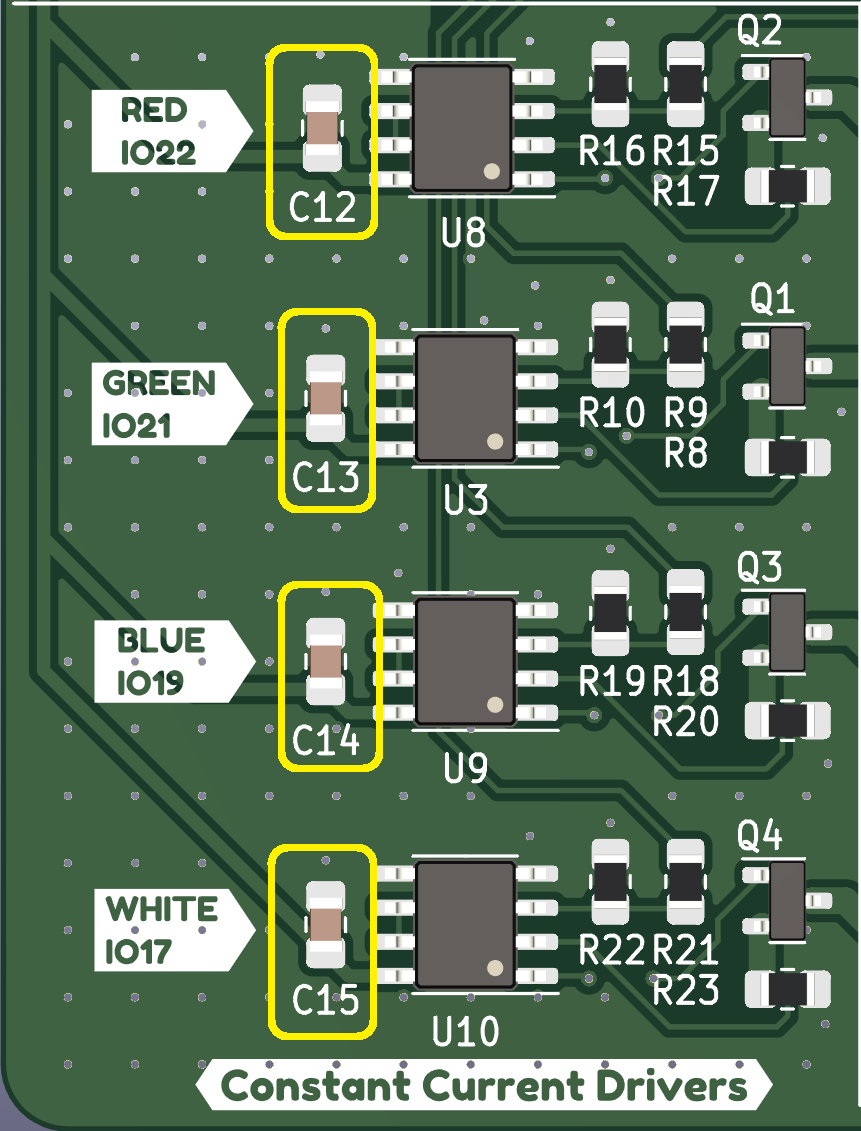 Q2
RED
IO22
C12
U8
R16
R15
R17
Q1
GREEN
IO21
C13
U3
R10
R9
R8
Q3
BLUE
IO19
C14
U9
R19
R18
R20
Q4
WHITE
IO17
C15
U10
R22
R21
R23
Constant Current Drivers